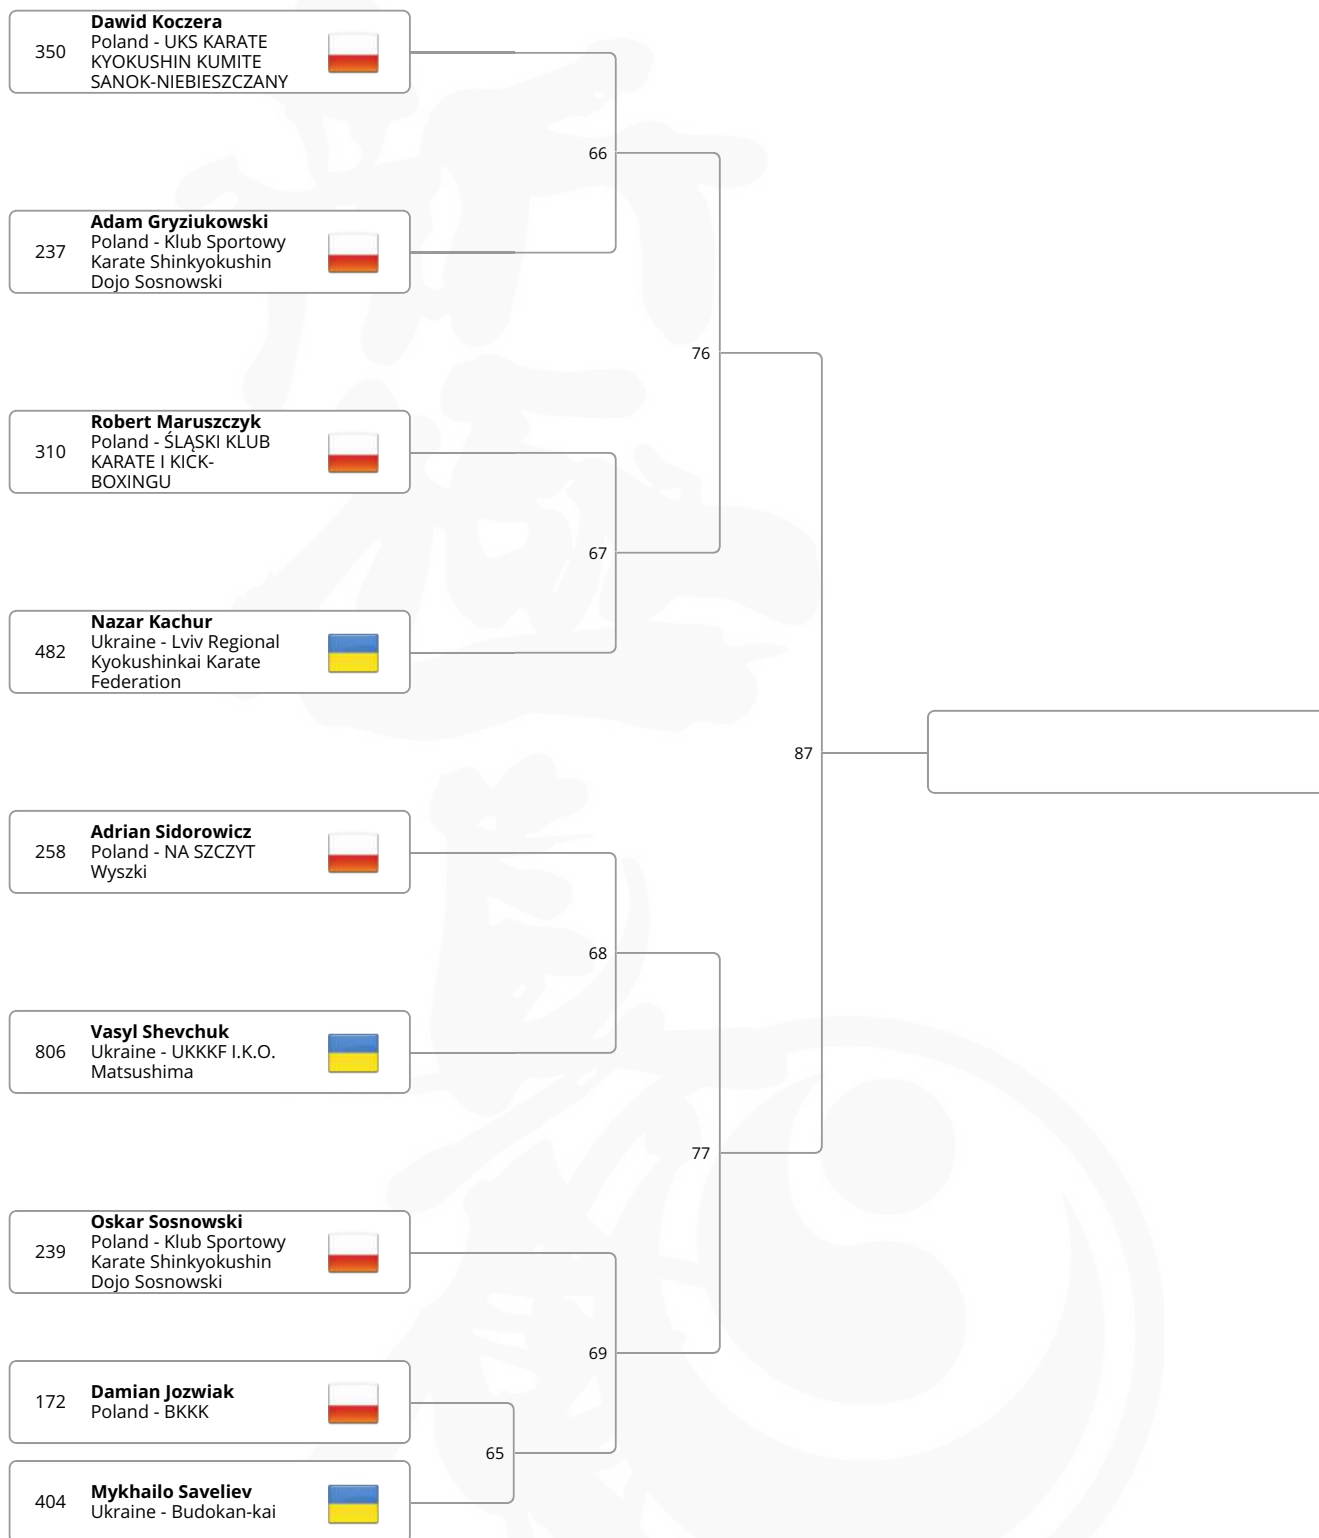 350
Dawid Koczera
Poland - UKS KARATE
KYOKUSHIN KUMITE
SANOK-NIEBIESZCZANY
66
237
Adam Gryziukowski
Poland - Klub Sportowy
Karate Shinkyokushin
Dojo Sosnowski
76
310
Robert Maruszczyk
Poland - ŚLĄSKI KLUB
KARATE I KICK-
BOXINGU
67
482
Nazar Kachur
Ukraine - Lviv Regional
Kyokushinkai Karate
Federation
87
258
Adrian Sidorowicz
Poland - NA SZCZYT
Wyszki
68
806
Vasyl Shevchuk
Ukraine - UKKKF I.K.O.
Matsushima
77
239
Oskar Sosnowski
Poland - Klub Sportowy
Karate Shinkyokushin
Dojo Sosnowski
69
172
Damian Jozwiak
Poland - BKKK
65
404
Mykhailo Saveliev
Ukraine - Budokan-kai